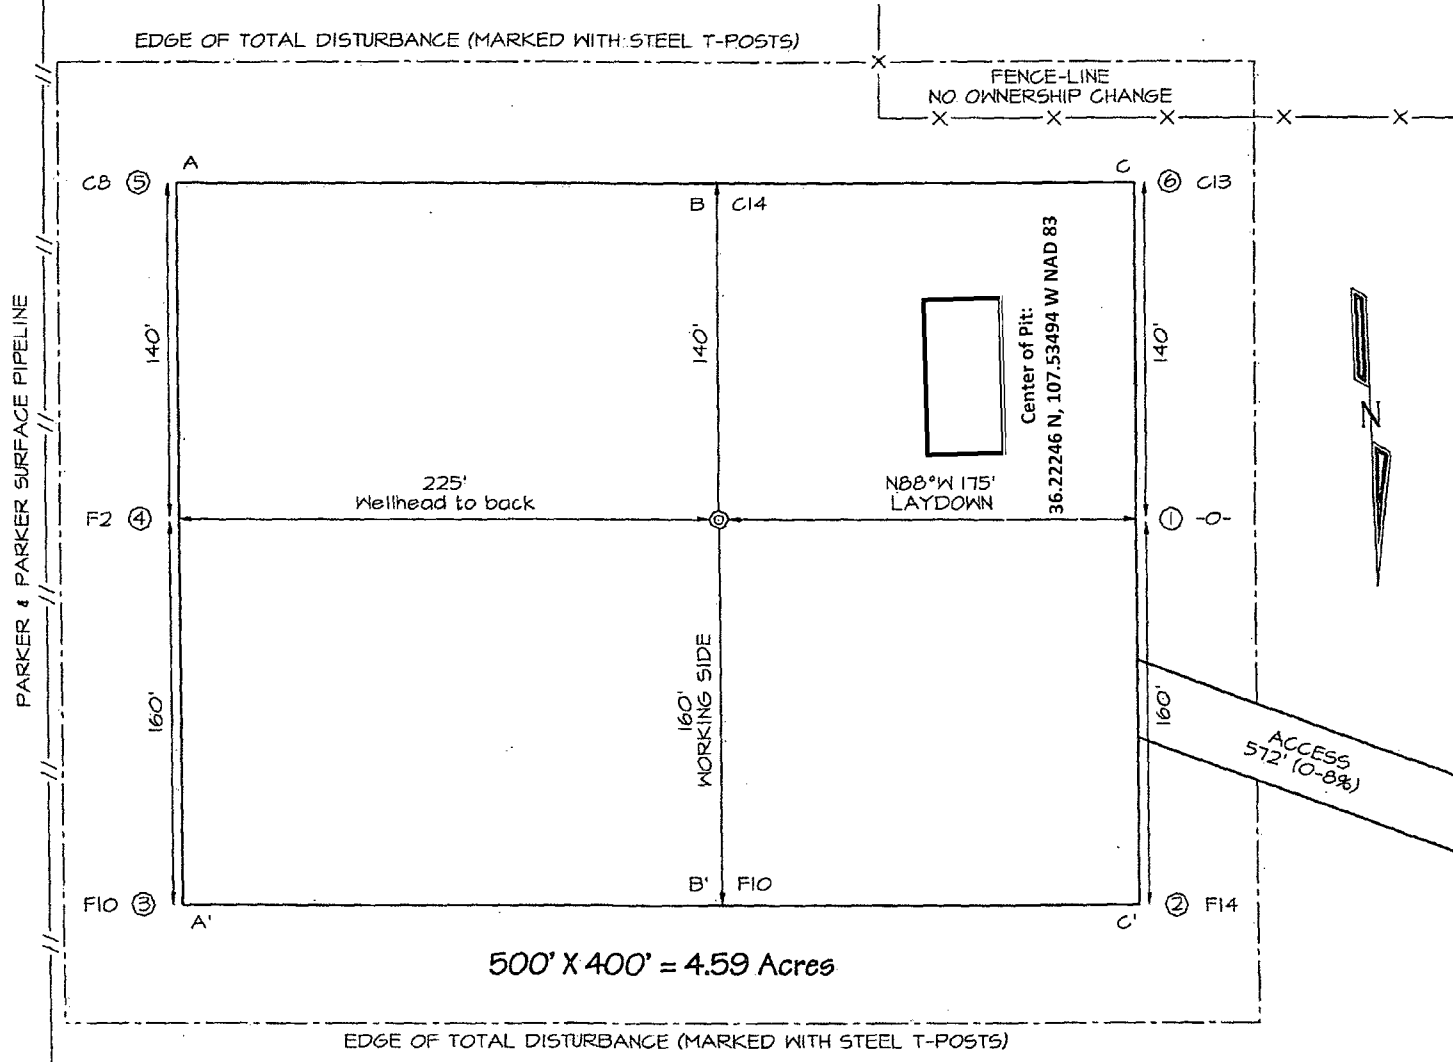 EDGE OF TOTAL DISTURBANCE (MARKED WITH STEEL T-POSTS)
FENCE-LINE
NO OWNERSHIP CHANGE
A
C
C8 5
6 C13
B C14
140'
140'
140'
Center of Pit:
36.22246 N, 107.53494 W NAD 83
PARKER & PARKER SURFACE PIPELINE
N
225'
Wellhead to back
N88°W 175'
LAYDOWN
F2 4
1 -0-
160'
160'
WORKING SIDE
160'
ACCESS
572' (0-8%)
F10 3
B' F10
2 F14
A'
C'
500' X 400' = 4.59 Acres
EDGE OF TOTAL DISTURBANCE (MARKED WITH STEEL T-POSTS)